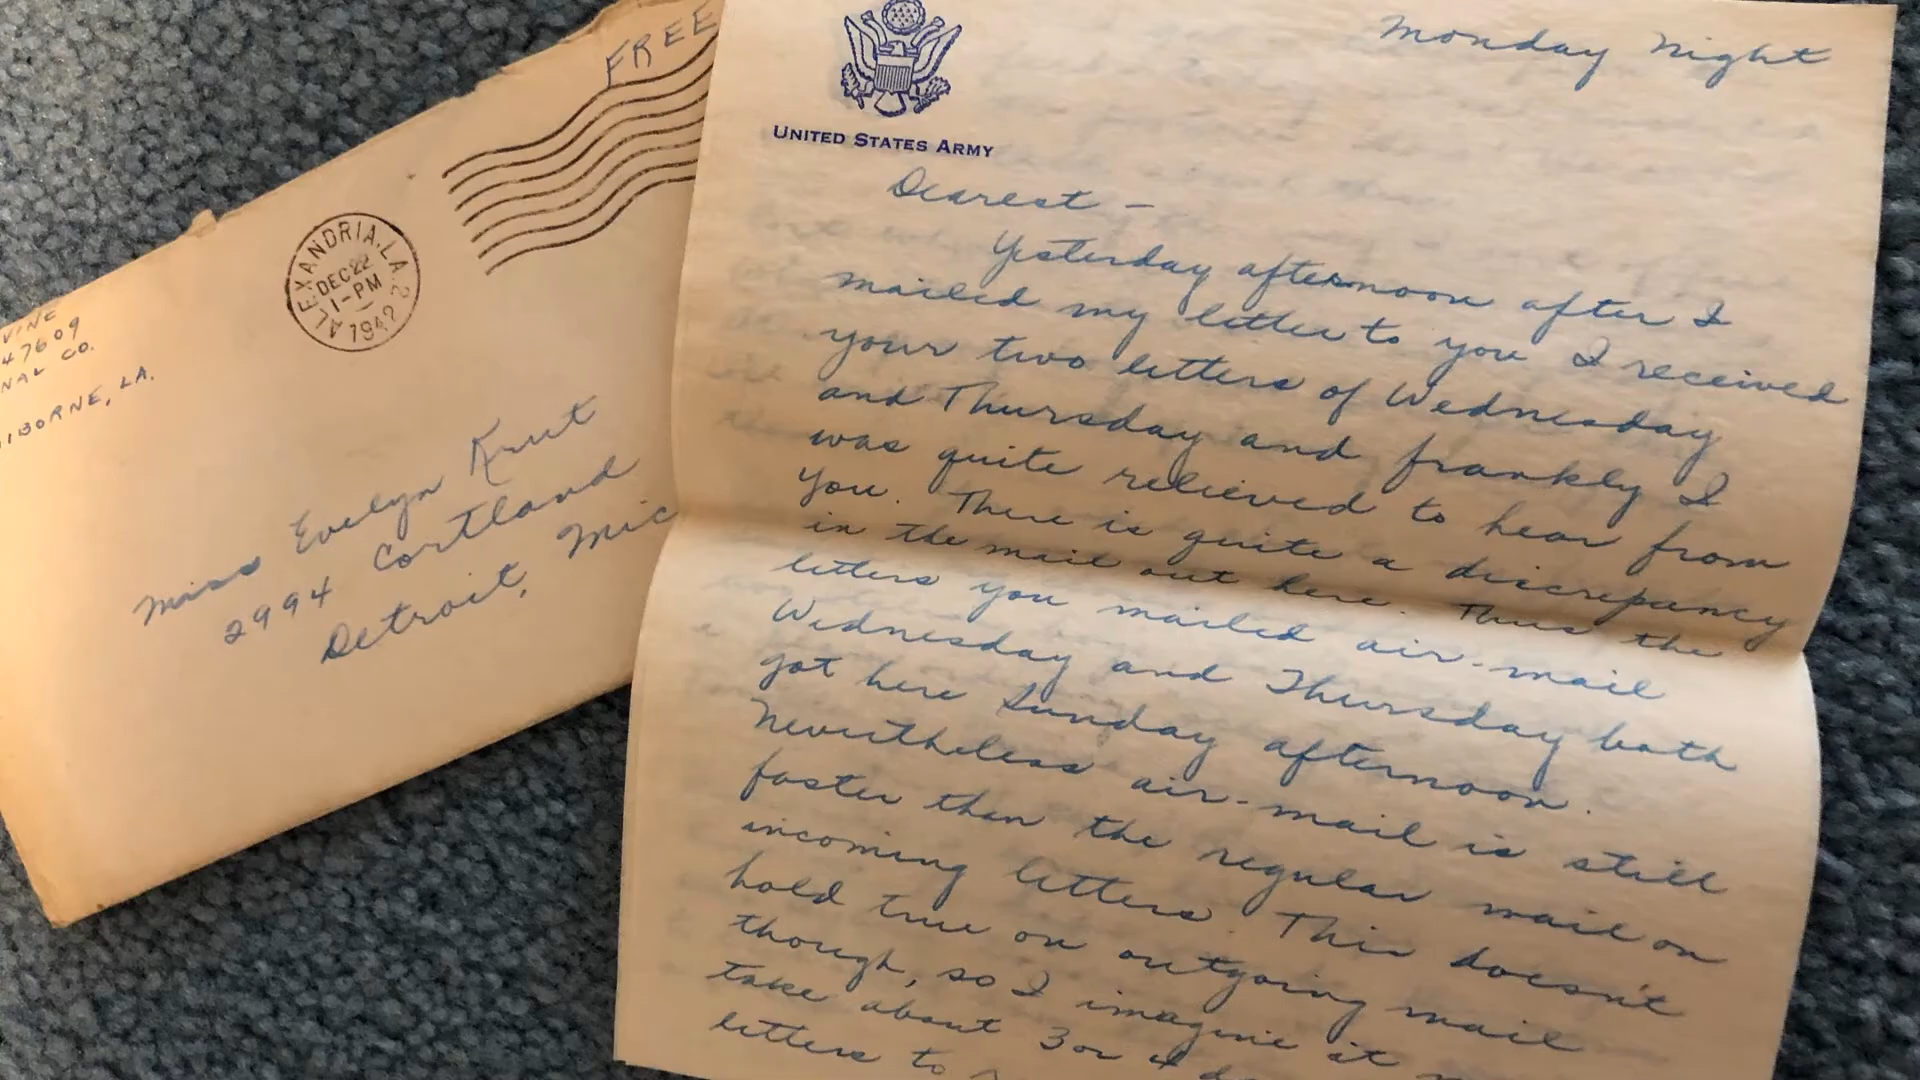 FREE
ALEXANDRIA, LA. 2
DEC 22
1-PM
VINE
47609
NAL CO.
IBORNE, LA.
Miss Evelyn Krut
2994 Cortland
Detroit, Mic
UNITED STATES ARMY
Monday Night
Dearest -
Yesterday afternoon after I
mailed my letter to you I received
your two letters of Wednesday
and Thursday and frankly I
was quite relieved to hear from
you. There is quite a discrepancy
in the mail out here. Thus the
letters you mailed air-mail
Wednesday and Thursday both
got here Sunday afternoon.
Nevertheless air-mail is still
faster than the regular mail on
incoming letters. This doesn't
hold true on outgoing mail
though, so I imagine it
take about 3 or 4 d
letters to